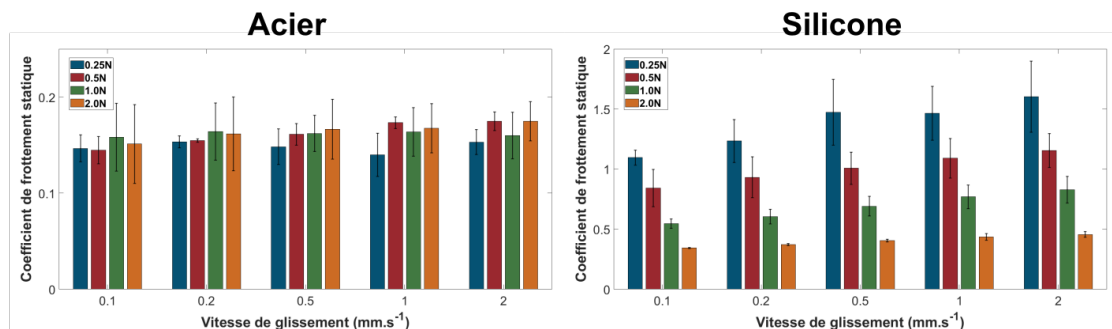 Acier
Coefficient de frottement statique
0.2
0.1
0
0.25N
0.5N
1.0N
2.0N
0.1 0.2 0.5 1 2
Vitesse de glissement (mm.s-1)
Silicone
Coefficient de frottement statique
2
1.5
1
0.5
0
0.25N
0.5N
1.0N
2.0N
0.1 0.2 0.5 1 2
Vitesse de glissement (mm.s-1)